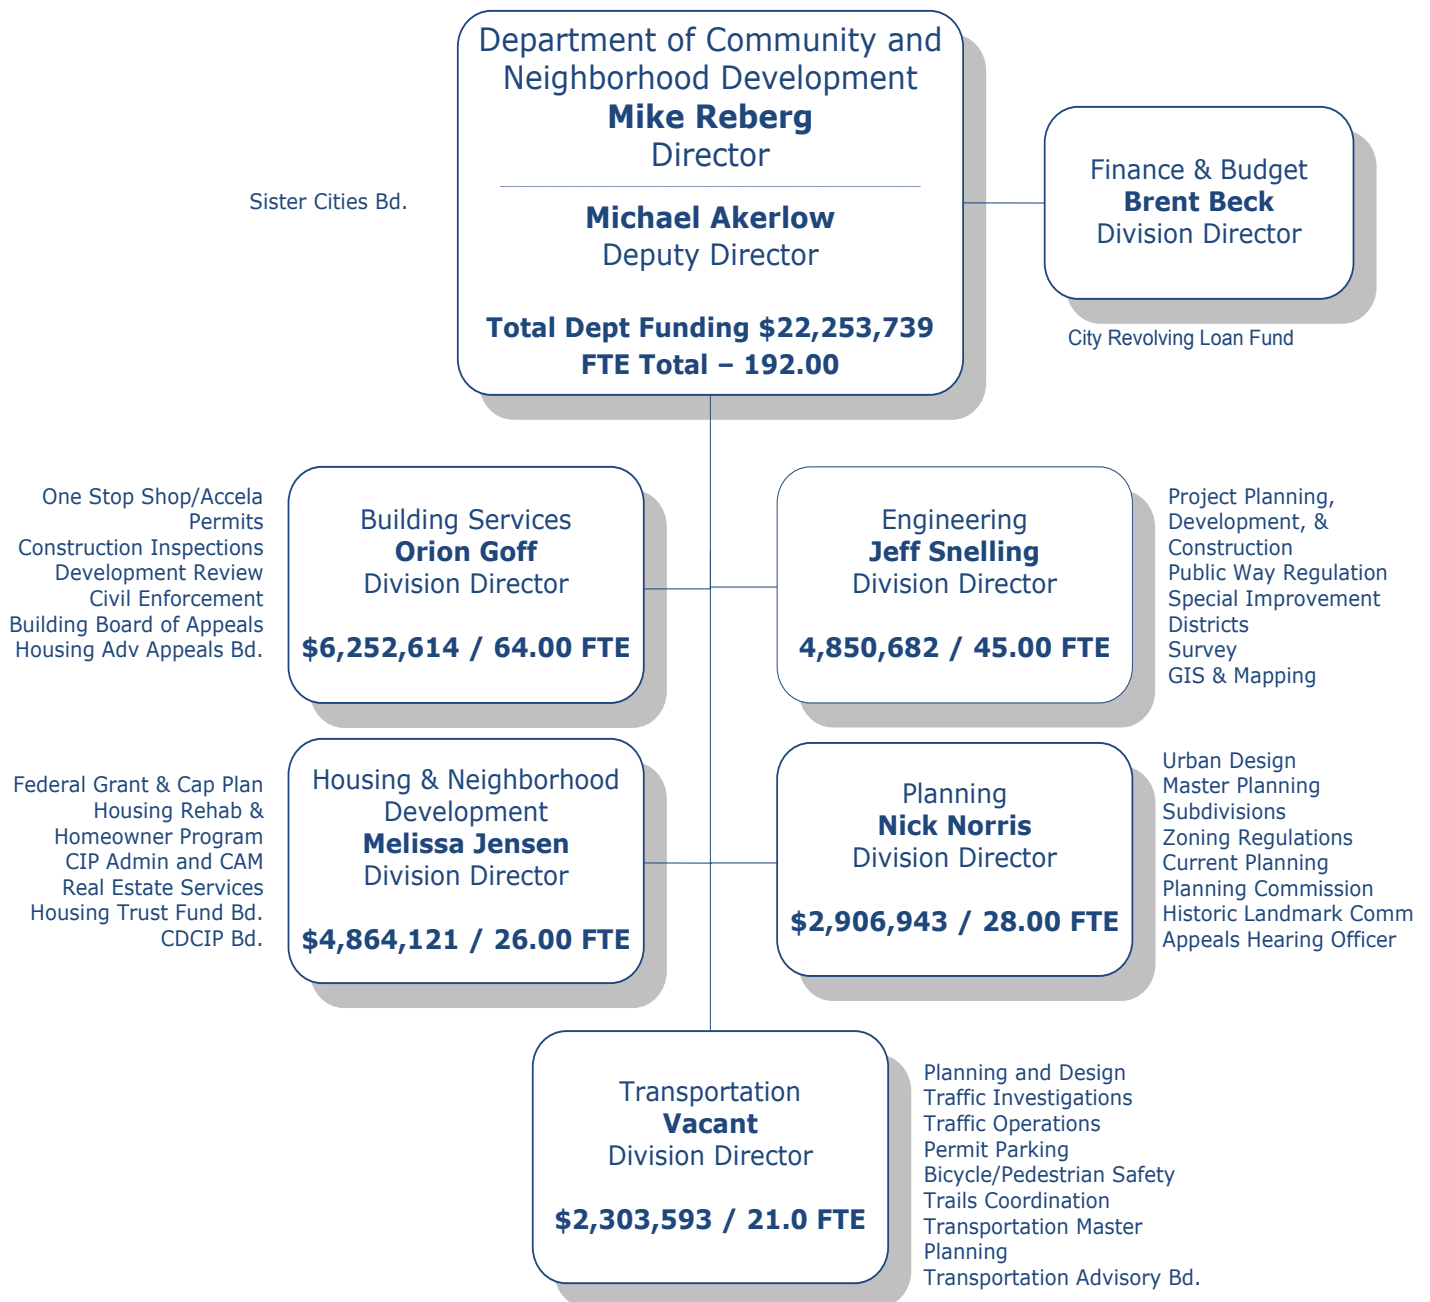 Department of Community and
Neighborhood Development
Mike Reberg
Director
Michael Akerlow
Deputy Director
Total Dept Funding $22,253,739
FTE Total – 192.00
Sister Cities Bd.
Finance & Budget
Brent Beck
Division Director
City Revolving Loan Fund
One Stop Shop/Accela
Permits
Construction Inspections
Development Review
Civil Enforcement
Building Board of Appeals
Housing Adv Appeals Bd.
Building Services
Orion Goff
Division Director
$6,252,614 / 64.00 FTE
Engineering
Jeff Snelling
Division Director
4,850,682 / 45.00 FTE
Project Planning,
Development, &
Construction
Public Way Regulation
Special Improvement
Districts
Survey
GIS & Mapping
Federal Grant & Cap Plan
Housing Rehab &
Homeowner Program
CIP Admin and CAM
Real Estate Services
Housing Trust Fund Bd.
CDCIP Bd.
Housing & Neighborhood
Development
Melissa Jensen
Division Director
$4,864,121 / 26.00 FTE
Planning
Nick Norris
Division Director
$2,906,943 / 28.00 FTE
Urban Design
Master Planning
Subdivisions
Zoning Regulations
Current Planning
Planning Commission
Historic Landmark Comm
Appeals Hearing Officer
Transportation
Vacant
Division Director
$2,303,593 / 21.0 FTE
Planning and Design
Traffic Investigations
Traffic Operations
Permit Parking
Bicycle/Pedestrian Safety
Trails Coordination
Transportation Master
Planning
Transportation Advisory Bd.